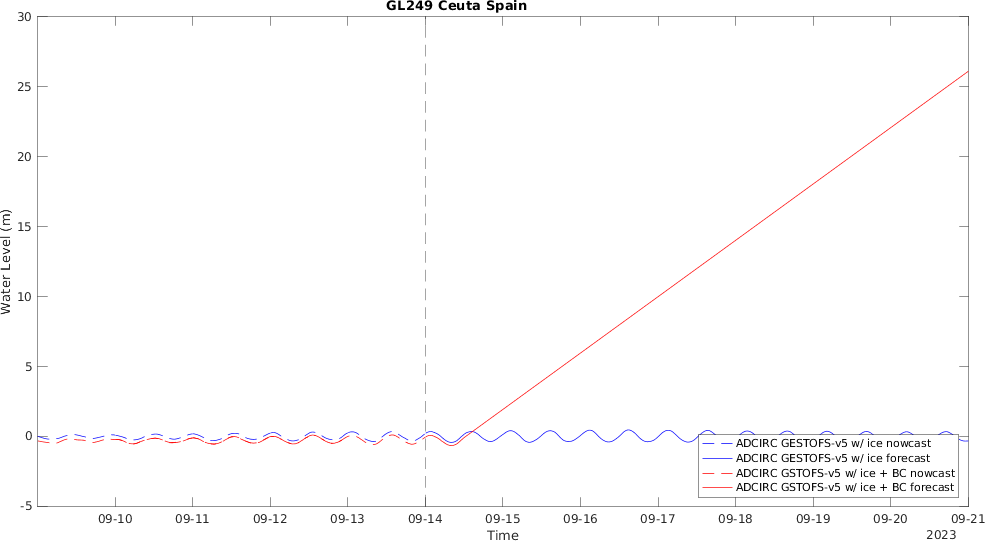 GL249 Ceuta Spain
30
25
20
15
10
5
0
-5
Water Level (m)
ADCIRC GESTOFS-v5 w/ ice nowcast
ADCIRC GESTOFS-v5 w/ ice forecast
ADCIRC GSTOFS-v5 w/ ice + BC nowcast
ADCIRC GSTOFS-v5 w/ ice + BC forecast
09-10 09-11 09-12 09-13 09-14 09-15 09-16 09-17 09-18 09-19 09-20 09-21
Time
2023